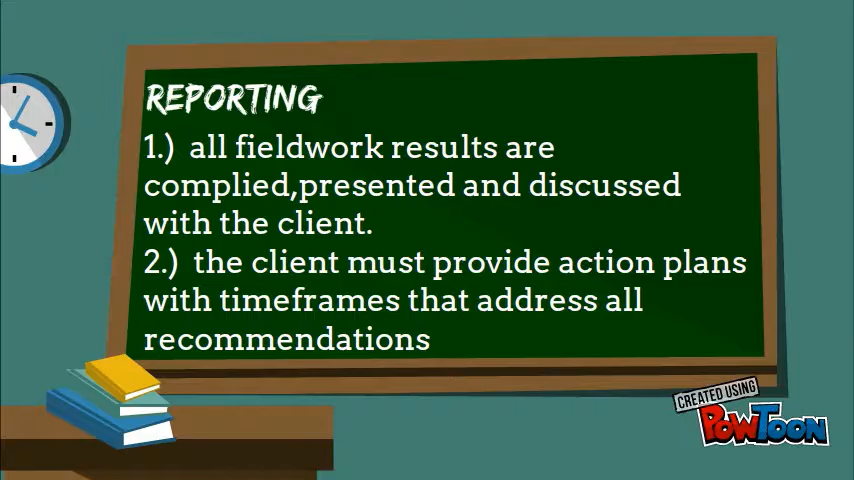 REPORTING
1.) all fieldwork results are
complied,presented and discussed
with the client.
2.) the client must provide action plans
with timeframes that address all
recommendations
CREATED USING
POWTOON